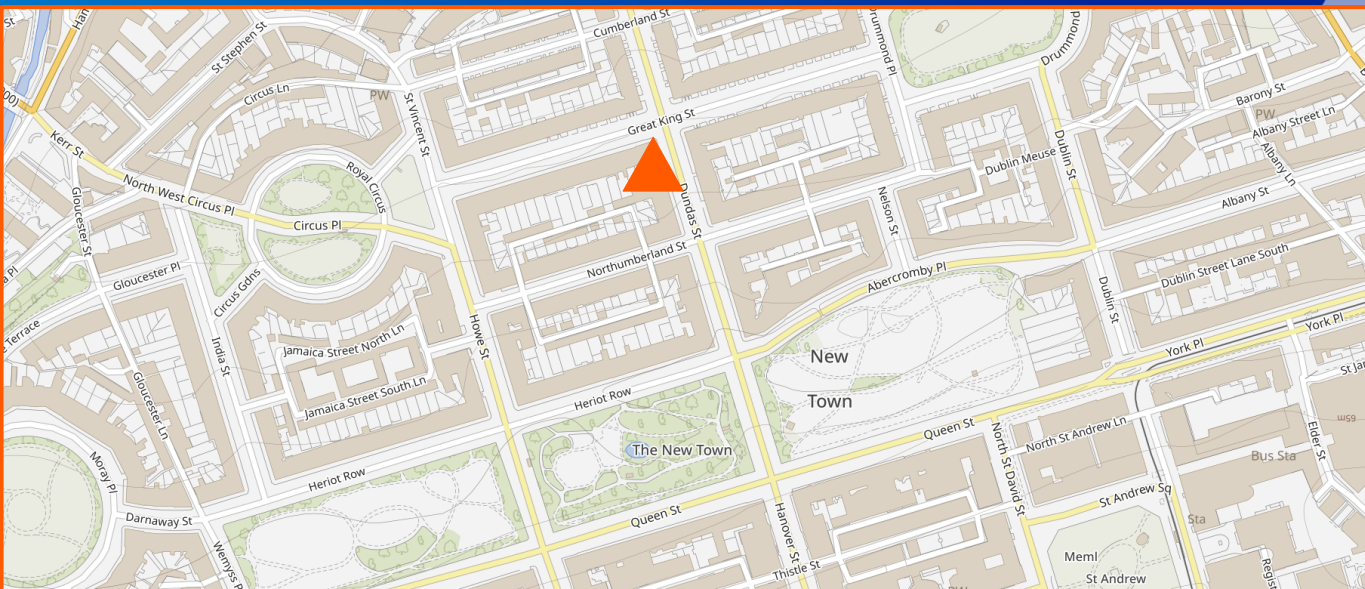 Cumberland St
St Stephen St
Drummond Pl
Drummond
Circus Ln
PW
St Vincent St
Barony St
PW
Albany Street Ln
Great King St
Kerr St
Dublin St
Albany Ln
Dublin Meuse
Royal Circus
North West Circus Pl
Gloucester St
Dundas St
Nelson St
Albany St
Circus Pl
Northumberland St
Dublin Street Lane South
Gloucester Pl
Circus Gdns
Abercromby Pl
Dublin St
Terrace
India St
Howe St
Jamaica Street North Ln
York Pl
York Pl
New
Town
Jamaica Street South Ln
Gloucester Ln
Heriot Row
Queen St
North St Andrew Ln
Elder St
The New Town
Bus Sta
Moray Pl
Heriot Row
North St David St
St Andrew Sq
Darnaway St
Queen St
Hanover St
Sta
Thistle St
Meml
St Andrew